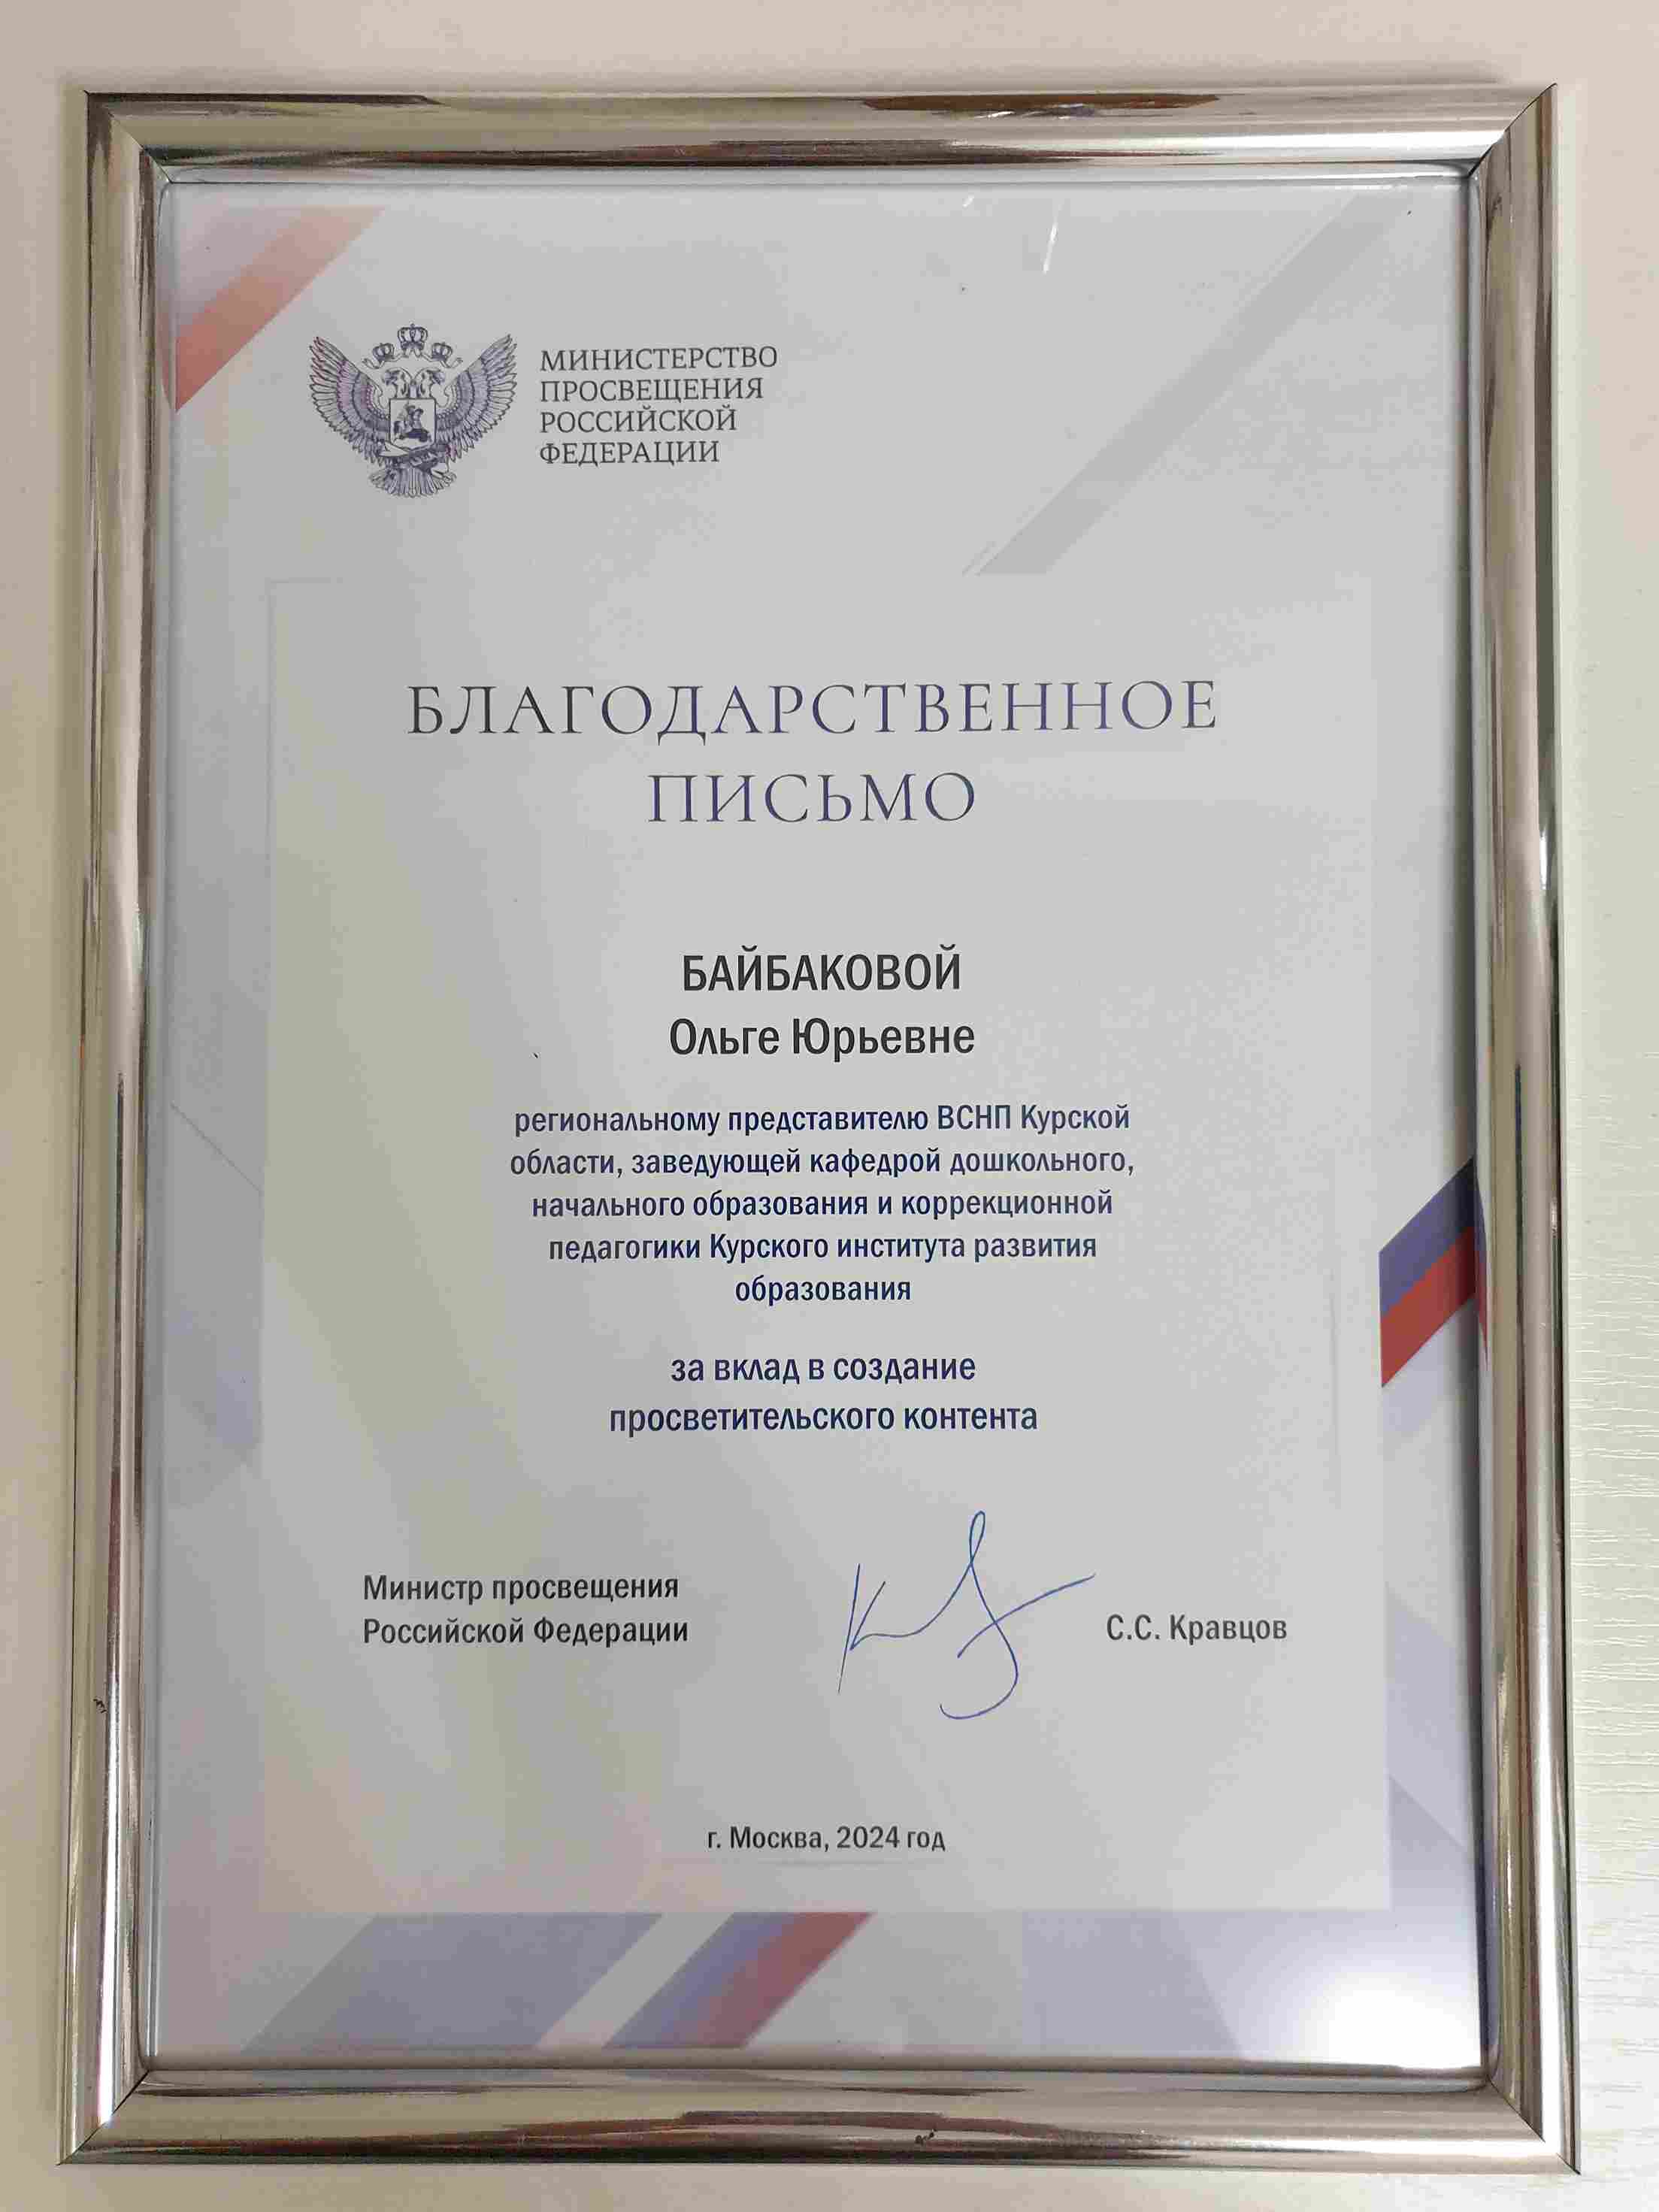 МИНИСТЕРСТВО
ПРОСВЕЩЕНИЯ
РОССИЙСКОЙ
ФЕДЕРАЦИИ
БЛАГОДАРСТВЕННОЕ
ПИСЬМО
БАЙБАКОВОЙ
Ольге Юрьевне
региональному представителю ВСНП Курской
области, заведующей кафедрой дошкольного,
начального образования и коррекционной
педагогики Курского института развития
образования
за вклад в создание
просветительского контента
Министр просвещения
Российской Федерации
С.С. Кравцов
г. Москва, 2024 год